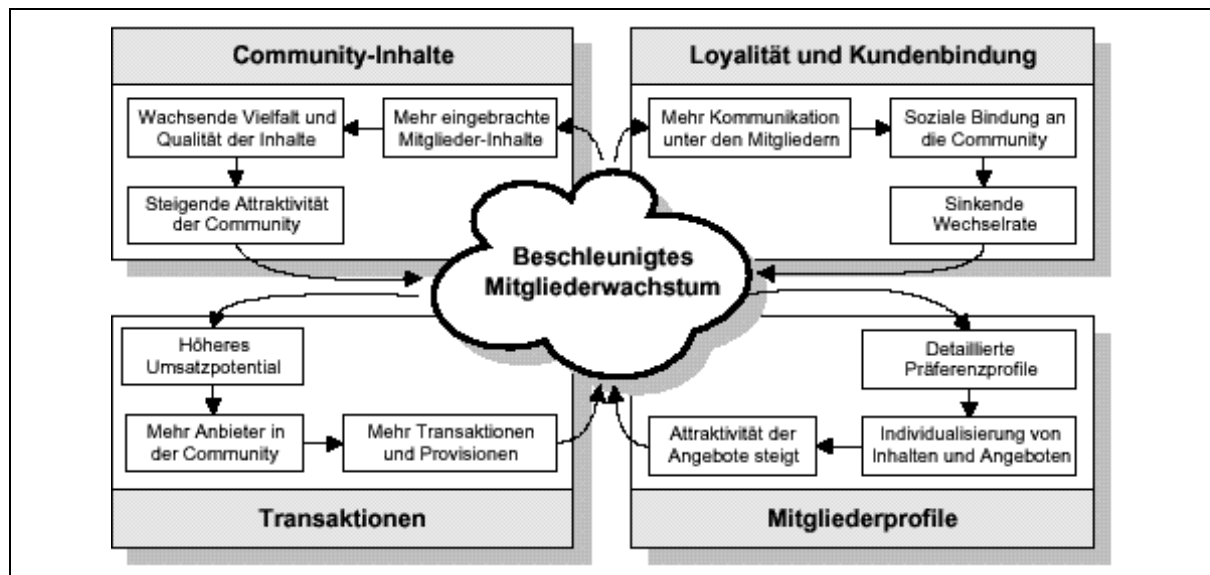 Community-Inhalte
Mehr eingebrachte
Mitglieder-Inhalte
Wachsende Vielfalt und
Qualität der Inhalte
Steigende Attraktivität
der Community
Loyalität und Kundenbindung
Mehr Kommunikation
unter den Mitgliedern
Soziale Bindung an
die Community
Sinkende
Wechselrate
Beschleunigtes
Mitgliederwachstum
Höheres
Umsatzpotential
Mehr Anbieter in
der Community
Mehr Transaktionen
und Provisionen
Transaktionen
Detaillierte
Präferenzprofile
Individualisierung von
Inhalten und Angeboten
Attraktivität der
Angebote steigt
Mitgliederprofile